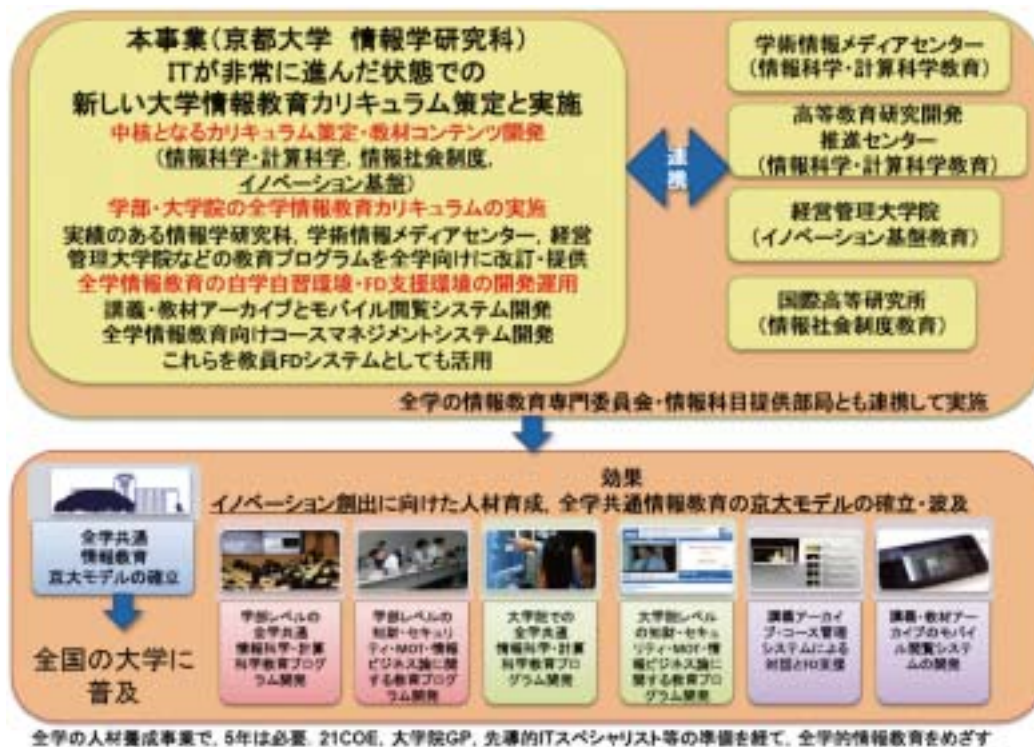 本事業（京都大学　情報学研究科）
ITが非常に進んだ状態での
新しい大学情報教育カリキュラム策定と実施
中核となるカリキュラム策定・教材コンテンツ開発
（情報科学・計算科学, 情報社会制度,
イノベーション基盤）
学部・大学院の全学情報教育カリキュラムの実施
実績のある情報学研究科, 学術情報メディアセンター, 経営
管理大学院などの教育プログラムを全学向けに改訂・提供
全学情報教育の自学自習環境・FD支援環境の開発運用
講義・教材アーカイブとモバイル閲覧システム開発
全学情報教育向けコースマネジメントシステム開発
これらを教員FDシステムとしても活用
連携
学術情報メディアセンター
（情報科学・計算科学教育）
高等教育研究開発
推進センター
（情報科学・計算科学教育）
経営管理大学院
（イノベーション基盤教育）
国際高等研究所
（情報社会制度教育）
全学の情報教育専門委員会・情報科目提供部局とも連携して実施
効果
イノベーション創出に向けた人材育成, 全学共通情報教育の京大モデルの確立・波及
全学共通
情報教育
京大モデルの確立
全国の大学に
普及
学部レベルの
全学共通
情報科学・計算
科学教育プログ
ラム開発
学部レベルの
知財・セキュリ
ティ・MOT・情報
ビジネス論に関
する教育プログ
ラム開発
大学院での
全学共通
情報科学・計算
科学教育プロ
グラム開発
大学院レベル
の知財・セキュ
リティ・MOT・情
報ビジネス論に
関する教育プロ
グラム開発
講義アーカイ
ブ・コース管理
システムによる
対話とFD支援
講義・教材アー
カイブのモバイ
ル閲覧システ
ムの開発
全学の人材養成事業で, 5年は必要. 21COE, 大学院GP, 先導的ITスペシャリスト等の準備を経て, 全学的情報教育をめざす